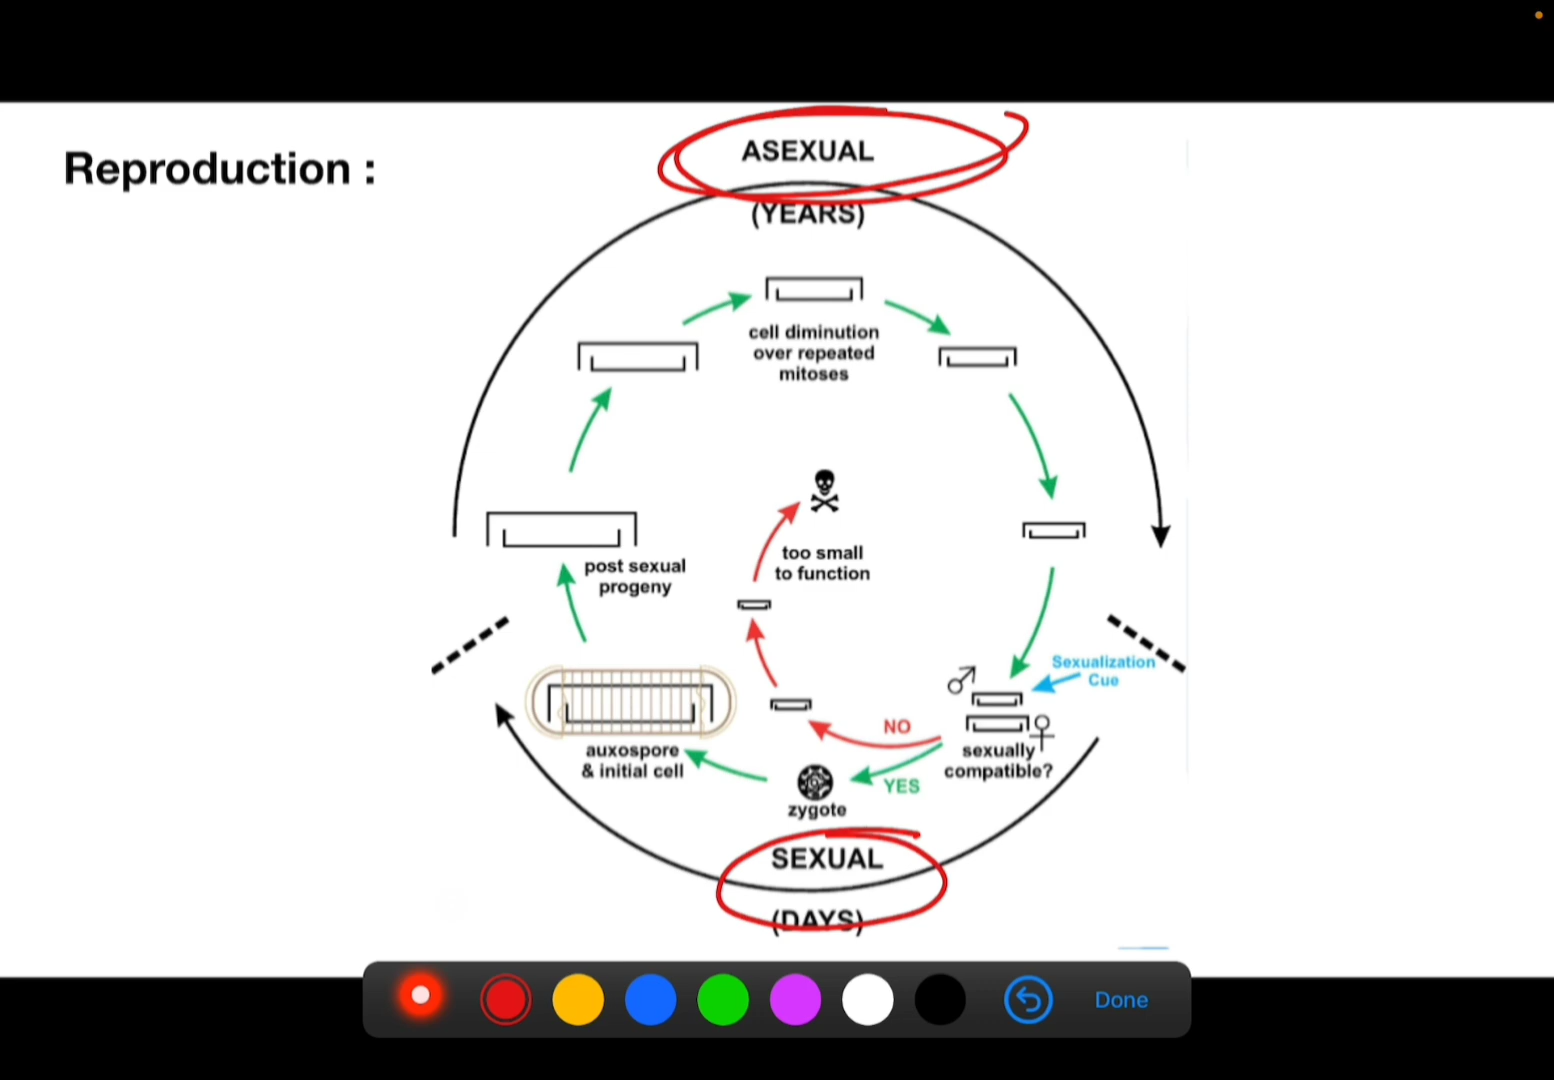 Reproduction :
ASEXUAL
(YEARS)
cell diminution
over repeated
mitoses
too small
to function
post sexual
progeny
Sexualization
Cue
NO
sexually
compatible?
YES
auxospore
& initial cell
zygote
SEXUAL
(DAYS)
Done